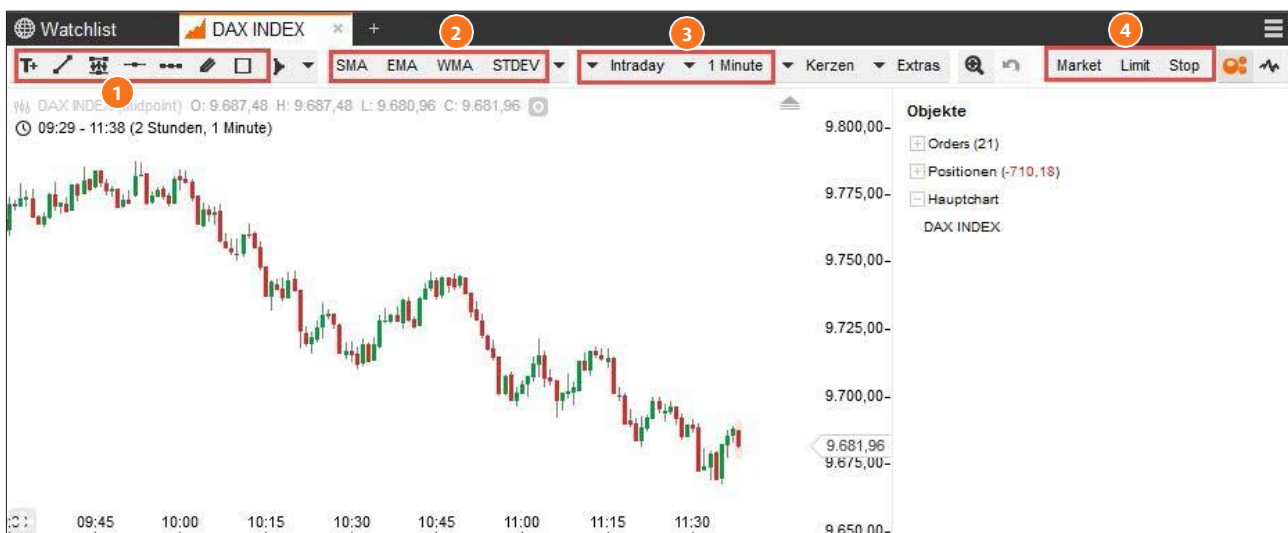 Watchlist DAX INDEX × + 2 3 4
T+ SMA EMA WMA STDEV Intraday 1 Minute Kerzen Extras Market Limit Stop
1
DAX INDEX (Midpoint) O: 9.687,48 H: 9.687,48 L: 9.680,96 C: 9.681,96
09:29 - 11:38 (2 Stunden, 1 Minute)
Objekte
Orders (21)
Positionen (-710,18)
Hauptchart
DAX INDEX
9.800,00
9.775,00
9.750,00
9.725,00
9.700,00
9.681,96
9.675,00
9.650,00
09:45 10:00 10:15 10:30 10:45 11:00 11:15 11:30